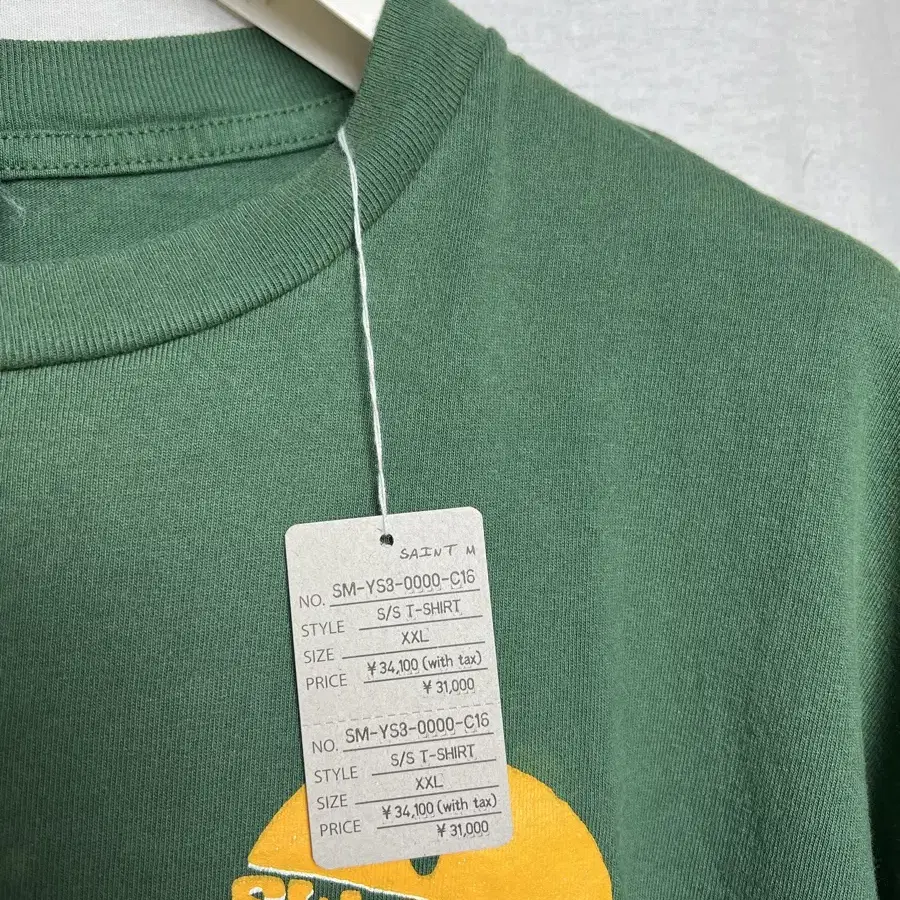 SAINT M
NO. SM-YS3-0000-C16
STYLE S/S T-SHIRT
SIZE XXL
PRICE ¥34,100 (with tax)
¥31,000
NO. SM-YS3-0000-C16
STYLE S/S T-SHIRT
SIZE XXL
PRICE ¥34,100 (with tax)
¥31,000